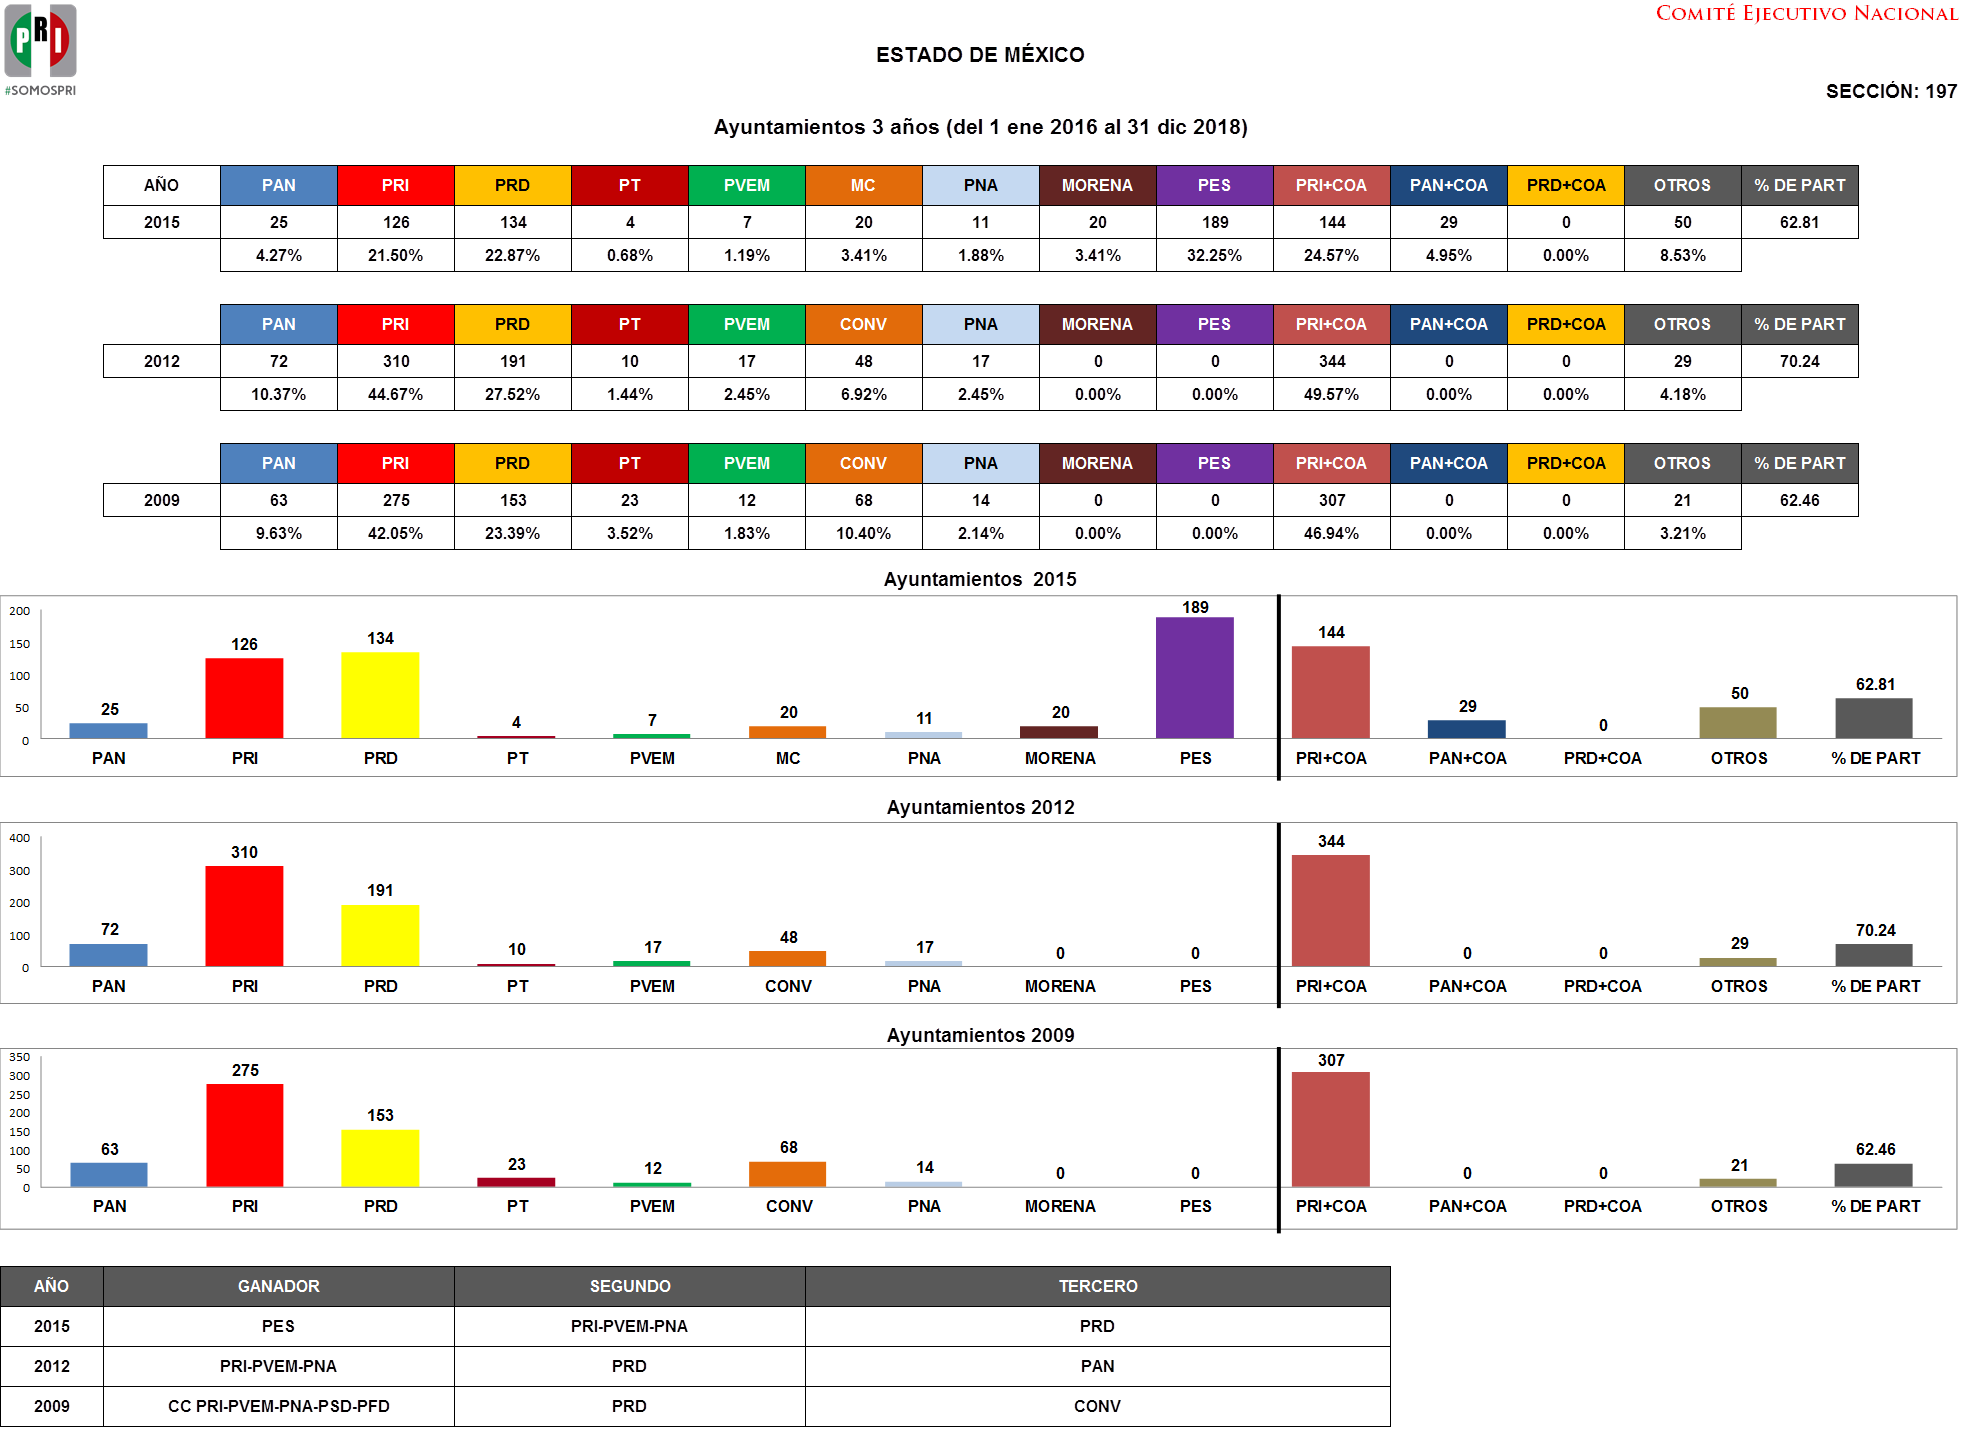 PRI
#SOMOSPRI
COMITÉ EJECUTIVO NACIONAL
ESTADO DE MÉXICO
SECCIÓN: 197
Ayuntamientos 3 años (del 1 ene 2016 al 31 dic 2018)
AÑO PAN PRI PRD PT PVEM MC PNA MORENA PES PRI+COA PAN+COA PRD+COA OTROS % DE PART
2015 25 126 134 4 7 20 11 20 189 144 29 0 50 62.81
4.27% 21.50% 22.87% 0.68% 1.19% 3.41% 1.88% 3.41% 32.25% 24.57% 4.95% 0.00% 8.53%
PAN PRI PRD PT PVEM CONV PNA MORENA PES PRI+COA PAN+COA PRD+COA OTROS % DE PART
2012 72 310 191 10 17 48 17 0 0 344 0 0 29 70.24
10.37% 44.67% 27.52% 1.44% 2.45% 6.92% 2.45% 0.00% 0.00% 49.57% 0.00% 0.00% 4.18%
PAN PRI PRD PT PVEM CONV PNA MORENA PES PRI+COA PAN+COA PRD+COA OTROS % DE PART
2009 63 275 153 23 12 68 14 0 0 307 0 0 21 62.46
9.63% 42.05% 23.39% 3.52% 1.83% 10.40% 2.14% 0.00% 0.00% 46.94% 0.00% 0.00% 3.21%
Ayuntamientos 2015
200
150
100
50
0
25 126 134 4 7 20 11 20 189 144 29 0 50 62.81
PAN PRI PRD PT PVEM MC PNA MORENA PES PRI+COA PAN+COA PRD+COA OTROS % DE PART
Ayuntamientos 2012
400
300
200
100
0
72 310 191 10 17 48 17 0 0 344 0 0 29 70.24
PAN PRI PRD PT PVEM CONV PNA MORENA PES PRI+COA PAN+COA PRD+COA OTROS % DE PART
Ayuntamientos 2009
350
300
250
200
150
100
50
0
63 275 153 23 12 68 14 0 0 307 0 0 21 62.46
PAN PRI PRD PT PVEM CONV PNA MORENA PES PRI+COA PAN+COA PRD+COA OTROS % DE PART
AÑO GANADOR SEGUNDO TERCERO
2015 PES PRI-PVEM-PNA PRD
2012 PRI-PVEM-PNA PRD PAN
2009 CC PRI-PVEM-PNA-PSD-PFD PRD CONV